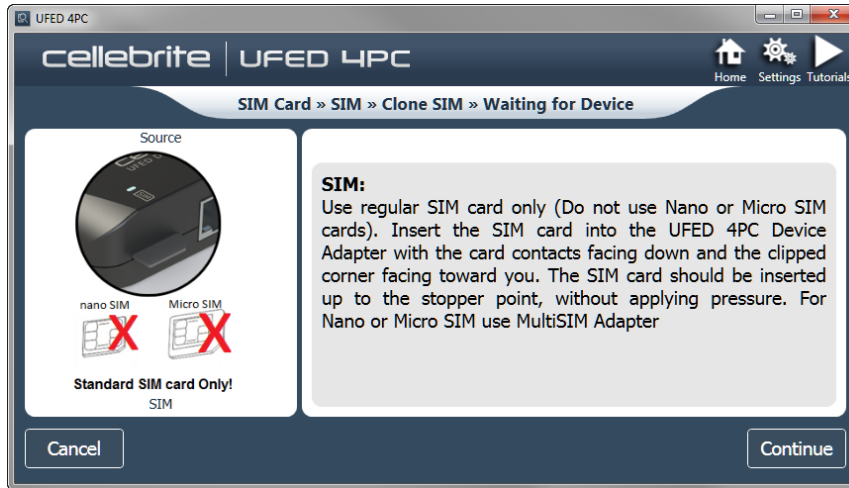 UFED 4PC
cellebrite UFED 4PC
Home Settings Tutorials
SIM Card » SIM » Clone SIM » Waiting for Device
Source
UFED
nano SIM Micro SIM
Standard SIM card Only!
SIM
SIM:
Use regular SIM card only (Do not use Nano or Micro SIM
cards). Insert the SIM card into the UFED 4PC Device
Adapter with the card contacts facing down and the clipped
corner facing toward you. The SIM card should be inserted
up to the stopper point, without applying pressure. For
Nano or Micro SIM use MultiSIM Adapter
Cancel
Continue